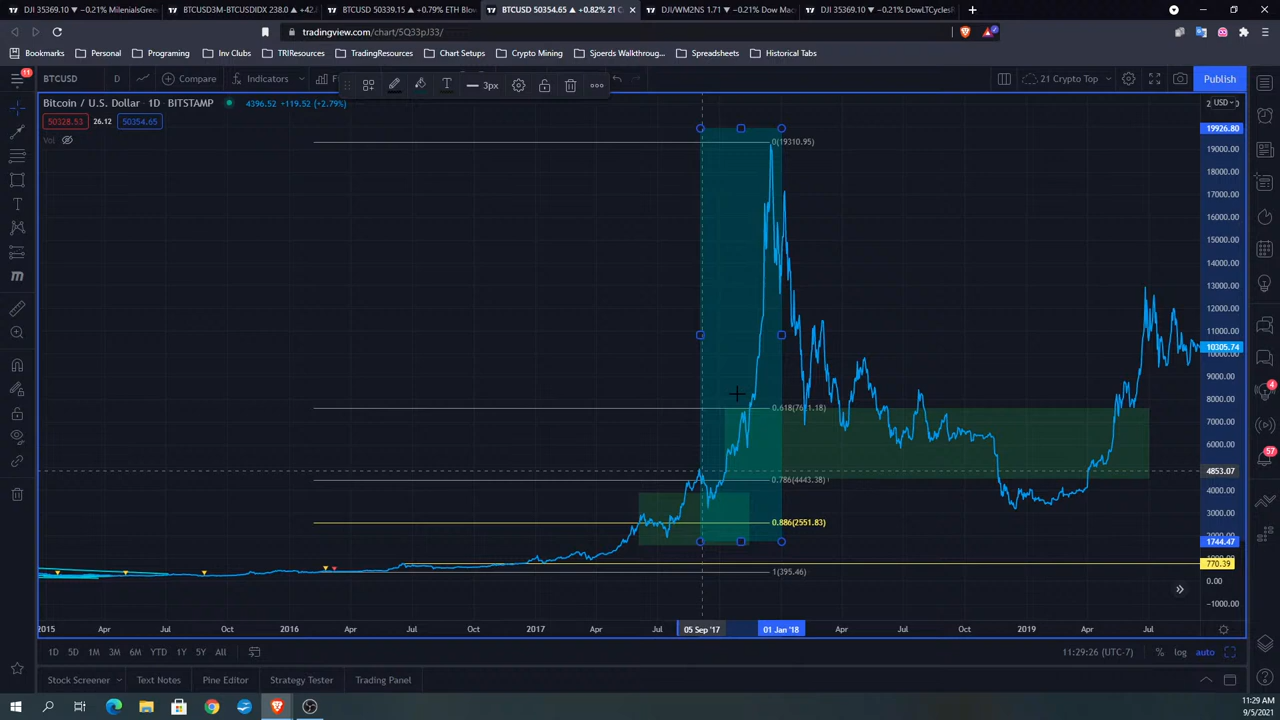 DJI 35369.10 ▼ −0.21% MilenialsGree
BTCUSD3M-BTCUSDIDX 238.0 ▲ +42.
BTCUSD 50339.15 ▲ +0.79% ETH Blow
BTCUSD 50354.65 ▲ +0.82% 21 C
DJI/WM2NS 1.71 ▼ −0.21% Dow Mac
DJI 35369.10 ▼ −0.21% DowLTCyclesF
tradingview.com/chart/5Q33pJ33/
Bookmarks
Personal
Programing
Inv Clubs
TRIResources
TradingResources
Chart Setups
Crypto Mining
Sjoerds Walkthroug...
Spreadsheets
Historical Tabs
11
BTCUSD
D
Compare
Indicators
3px
21 Crypto Top
Publish
Bitcoin / U.S. Dollar · 1D · BITSTAMP
4396.52 +119.52 (+2.79%)
USD
50328.53
26.12
50354.65
Vol
19926.80
0(19310.95)
19000.00
18000.00
17000.00
16000.00
15000.00
14000.00
13000.00
12000.00
11000.00
10305.74
10000.00
9000.00
8000.00
0.618(7621.18)
7000.00
6000.00
4853.07
0.786(4443.38)
4000.00
3000.00
0.886(2551.83)
1744.47
770.39
1(395.46)
0.00
−1000.00
4
57
2015
Apr
Jul
Oct
2016
Apr
Jul
Oct
2017
Apr
Jul
05 Sep '17
01 Jan '18
Apr
Jul
Oct
2019
Apr
Jul
1D
5D
1M
3M
6M
YTD
1Y
5Y
All
11:29:26 (UTC-7)
%
log
auto
Stock Screener
Text Notes
Pine Editor
Strategy Tester
Trading Panel
11:29 AM
9/5/2021